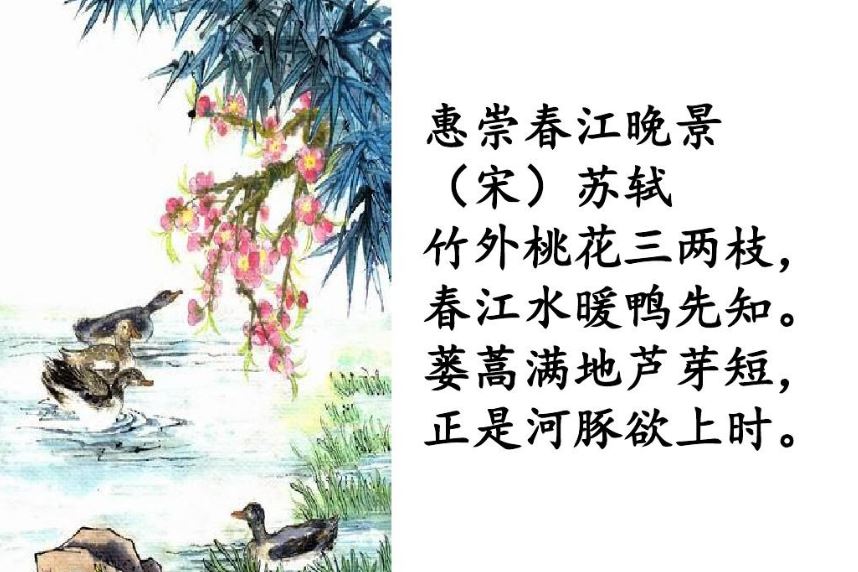 惠崇春江晚景
（宋）苏轼
竹外桃花三两枝，
春江水暖鸭先知。
蒌蒿满地芦芽短，
正是河豚欲上时。